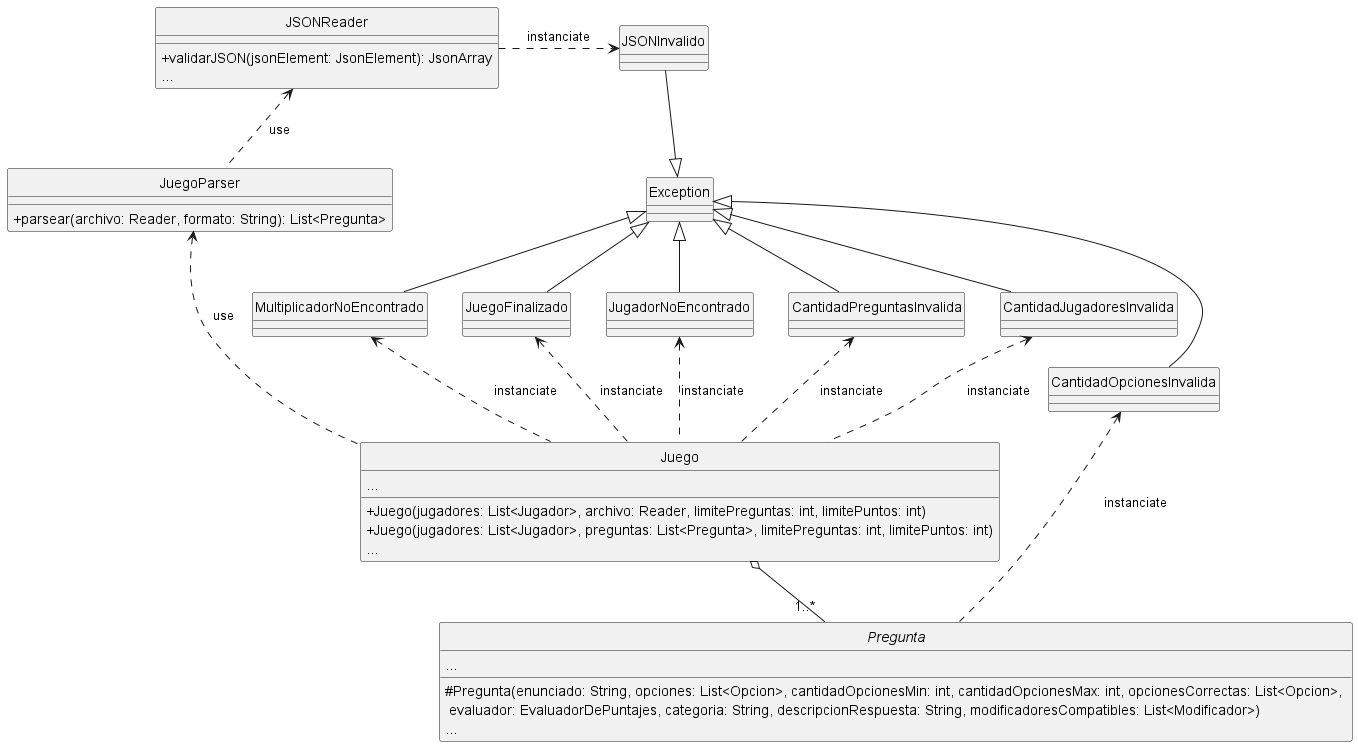 JSONReader
+validarJSON(jsonElement: JsonElement): JsonArray
...
instanciate
JSONInvalido
use
JuegoParser
+parsear(archivo: Reader, formato: String): List<Pregunta>
Exception
use
MultiplicadorNoEncontrado
JuegoFinalizado
JugadorNoEncontrado
CantidadPreguntasInvalida
CantidadJugadoresInvalida
CantidadOpcionesInvalida
instanciate
instanciate
instanciate
instanciate
instanciate
Juego
...
+Juego(jugadores: List<Jugador>, archivo: Reader, limitePreguntas: int, limitePuntos: int)
+Juego(jugadores: List<Jugador>, preguntas: List<Pregunta>, limitePreguntas: int, limitePuntos: int)
...
instanciate
1..*
Pregunta
...
#Pregunta(enunciado: String, opciones: List<Opcion>, cantidadOpcionesMin: int, cantidadOpcionesMax: int, opcionesCorrectas: List<Opcion>,
evaluador: EvaluadorDePuntajes, categoria: String, descripcionRespuesta: String, modificadoresCompatibles: List<Modificador>)
...